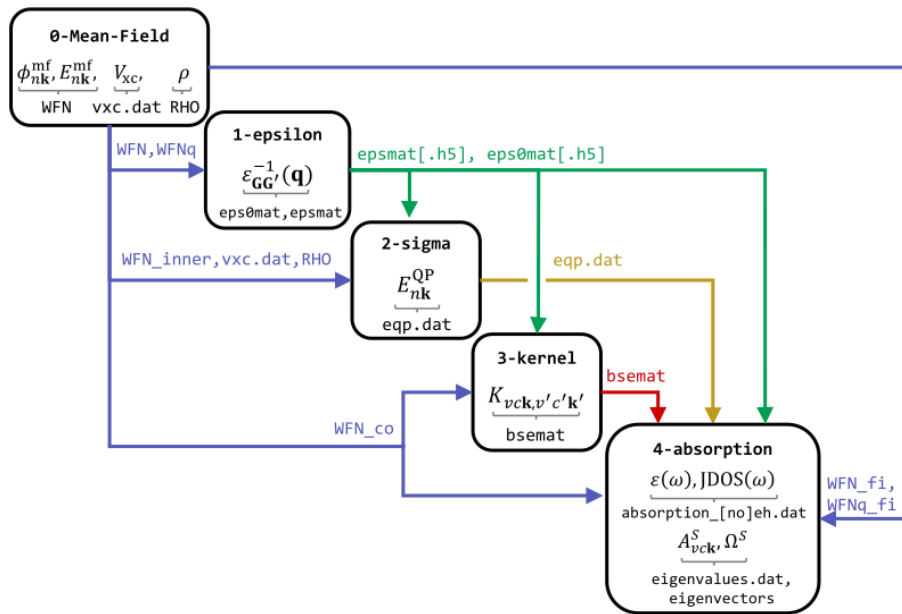 0-Mean-Field
ϕ^mf_nk, E^mf_nk, V_xc, ρ
WFN vxc.dat RHO
WFN,WFNq
1-epsilon
ε^−1_GG′(q)
eps0mat,epsmat
epsmat[.h5], eps0mat[.h5]
WFN_inner,vxc.dat,RHO
2-sigma
E^QP_nk
eqp.dat
eqp.dat
3-kernel
K_vck,v′c′k′
bsemat
bsemat
WFN_co
4-absorption
ε(ω), JDOS(ω)
absorption_[no]eh.dat
A^S_vck, Ω^S
eigenvalues.dat,
eigenvectors
WFN_fi,
WFNq_fi